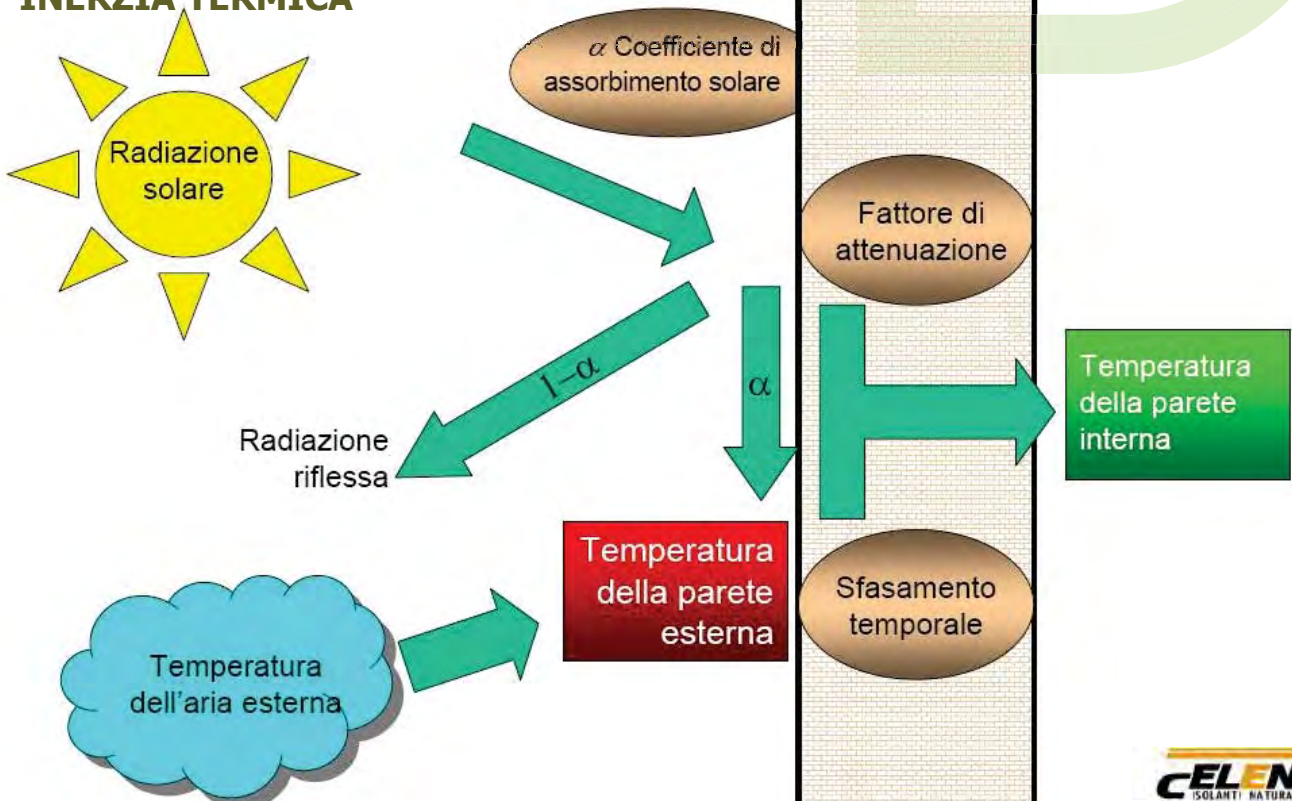 INERZIA TERMICA
α Coefficiente di
assorbimento solare
Radiazione
solare
Fattore di
attenuazione
1−α
α
Temperatura
della parete
interna
Radiazione
riflessa
Temperatura
della parete
esterna
Sfasamento
temporale
Temperatura
dell'aria esterna
CELEN
ISOLANTI NATURA